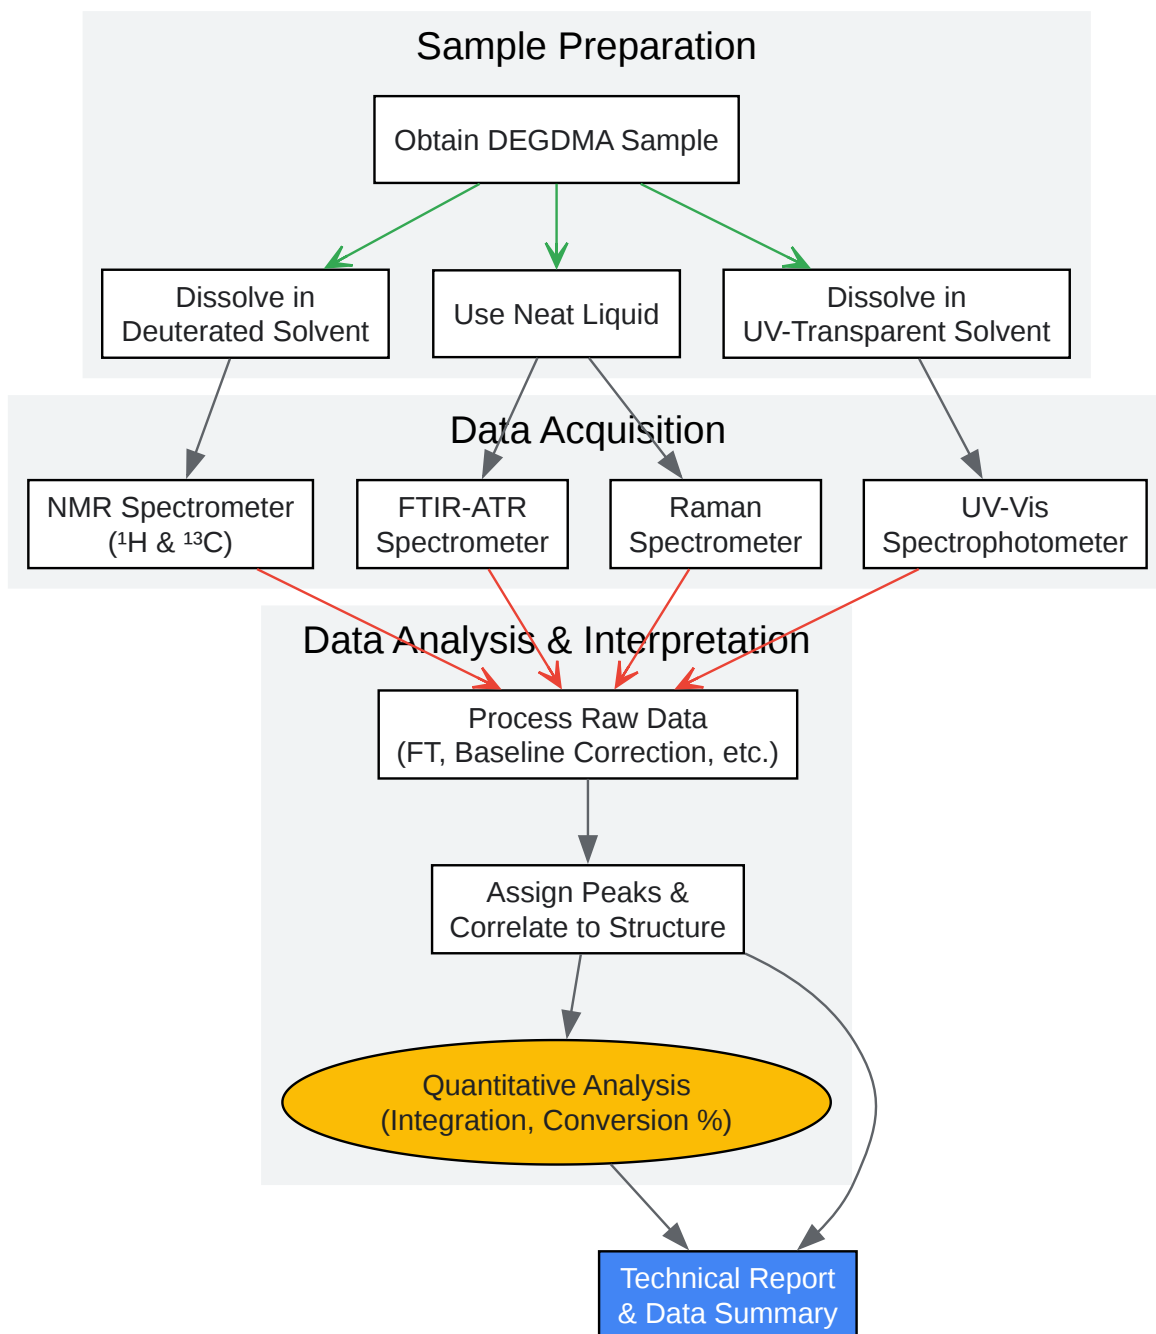 Sample Preparation
Obtain DEGDMA Sample
Dissolve in
Deuterated Solvent
Use Neat Liquid
Dissolve in
UV-Transparent Solvent
Data Acquisition
NMR Spectrometer
(¹H & ¹³C)
FTIR-ATR
Spectrometer
Raman
Spectrometer
UV-Vis
Spectrophotometer
Data Analysis & Interpretation
Process Raw Data
(FT, Baseline Correction, etc.)
Assign Peaks &
Correlate to Structure
Quantitative Analysis
(Integration, Conversion %)
Technical Report
& Data Summary